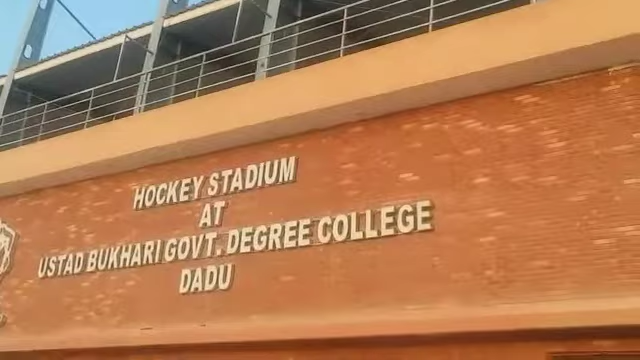 HOCKEY STADIUM
AT
USTAD BUKHARI GOVT. DEGREE COLLEGE
DADU